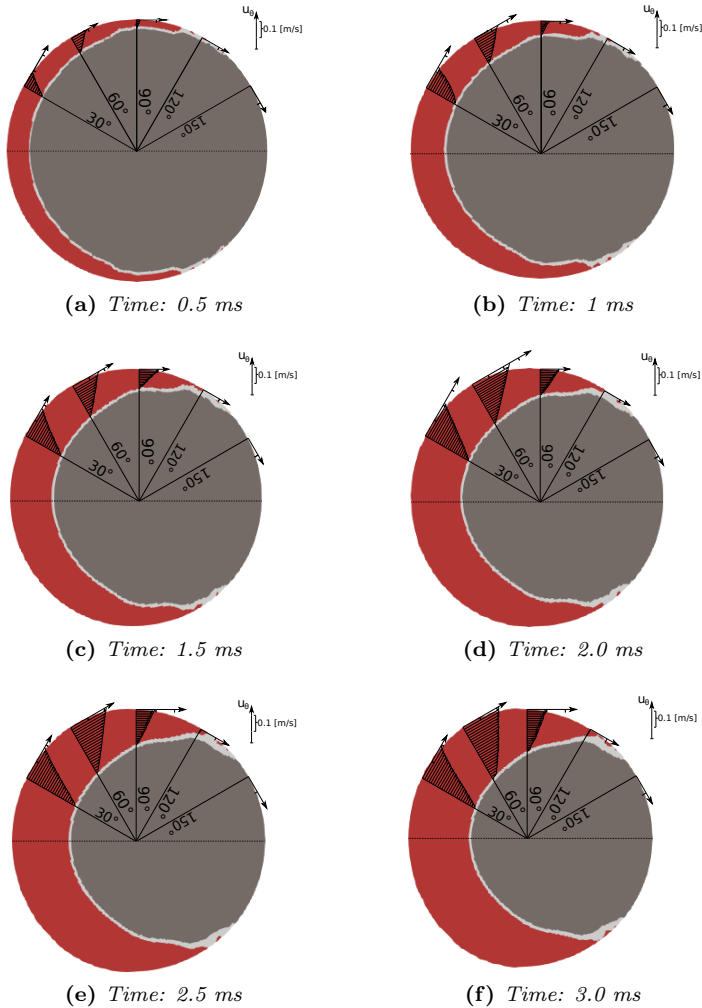 uθ
0.1 [m/s]
30° 60° 90° 120° 150°
(a) Time: 0.5 ms
uθ
0.1 [m/s]
30° 60° 90° 120° 150°
(b) Time: 1 ms
uθ
0.1 [m/s]
30° 60° 90° 120° 150°
(c) Time: 1.5 ms
uθ
0.1 [m/s]
30° 60° 90° 120° 150°
(d) Time: 2.0 ms
uθ
0.1 [m/s]
30° 60° 90° 120° 150°
(e) Time: 2.5 ms
uθ
0.1 [m/s]
30° 60° 90° 120° 150°
(f) Time: 3.0 ms